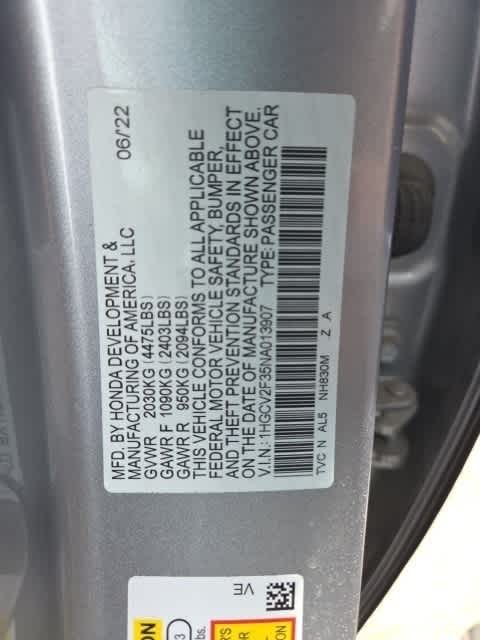 MFD. BY HONDA DEVELOPMENT & 06/22
MANUFACTURING OF AMERICA, LLC
GVWR 2030KG (4475LBS)
GAWR F 1090KG (2403LBS)
GAWR R 950KG (2094LBS)
THIS VEHICLE CONFORMS TO ALL APPLICABLE
FEDERAL MOTOR VEHICLE SAFETY, BUMPER,
AND THEFT PREVENTION STANDARDS IN EFFECT
ON THE DATE OF MANUFACTURE SHOWN ABOVE.
V.I.N.: 1HGCV2F35NA013907 TYPE: PASSENGER CAR
TVC N AL5 NH830M Z A
VE
3